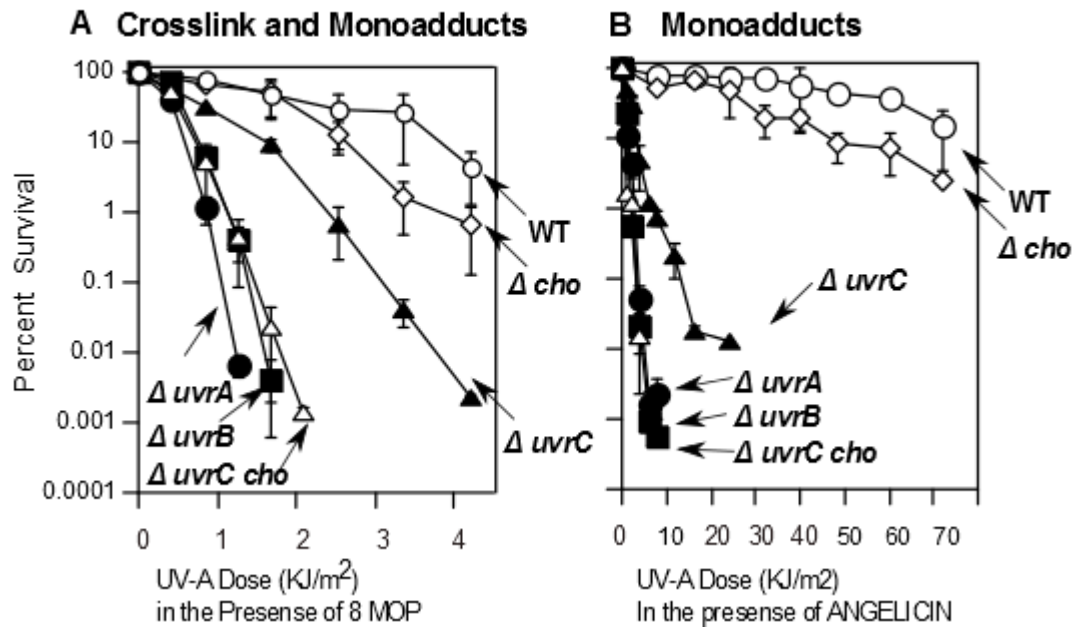 A Crosslink and Monoadducts
100
10
1
0.1
0.01
0.001
0.0001
Percent Survival
WT
Δ cho
Δ uvrA
Δ uvrB
Δ uvrC cho
Δ uvrC
0 1 2 3 4
UV-A Dose (KJ/m²)
in the Presense of 8 MOP
B Monoadducts
WT
Δ cho
Δ uvrC
Δ uvrA
Δ uvrB
Δ uvrC cho
0 10 20 30 40 50 60 70
UV-A Dose (KJ/m2)
In the presense of ANGELICIN